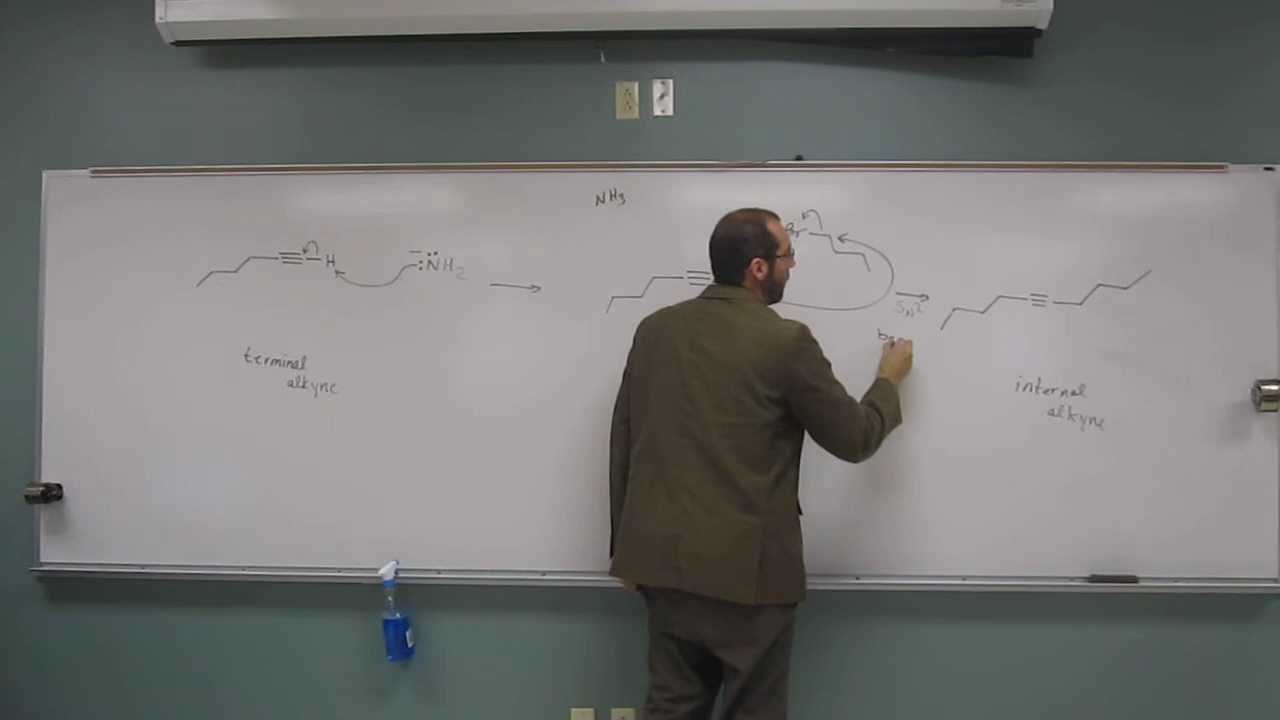 NH3
Br
≡–H
:NH2
≡
SN2
≡
terminal
alkyne
internal
alkyne